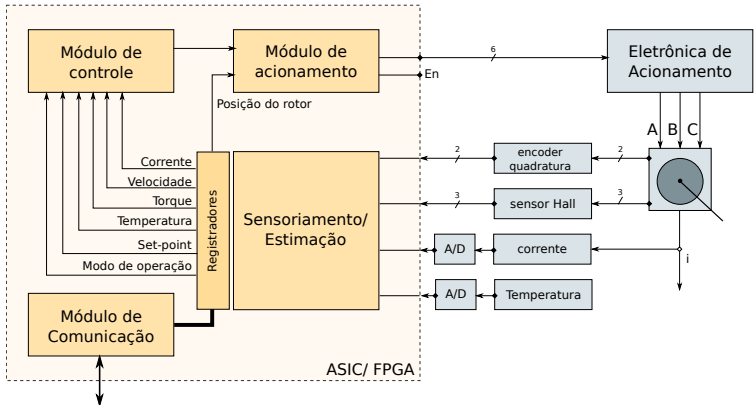 Módulo de
controle
Módulo de
acionamento
6
En
Eletrônica de
Acionamento
A B C
Posição do rotor
Corrente
Velocidade
Torque
Temperatura
Set-point
Modo de operação
Registradores
Sensoriamento/
Estimação
2
encoder
quadratura
2
3
sensor Hall
3
A/D
corrente
i
A/D
Temperatura
Módulo de
Comunicação
ASIC/ FPGA